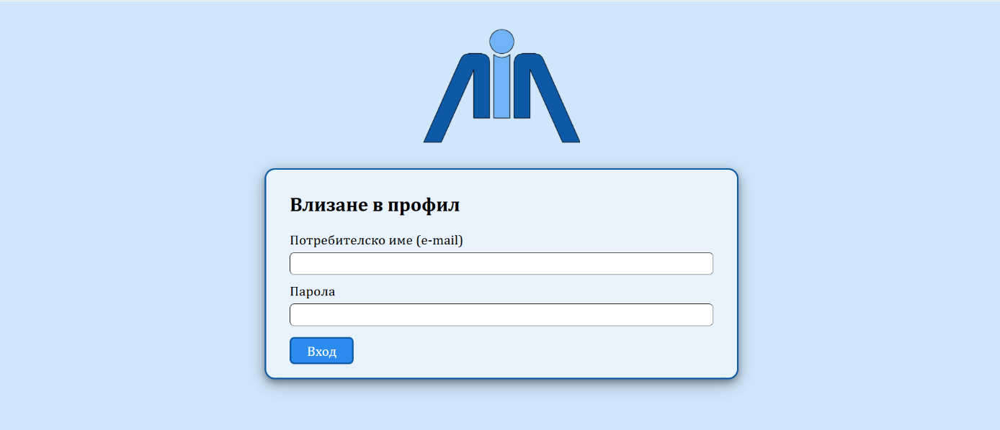 Влизане в профил
Потребителско име (e-mail)
Парола
Вход